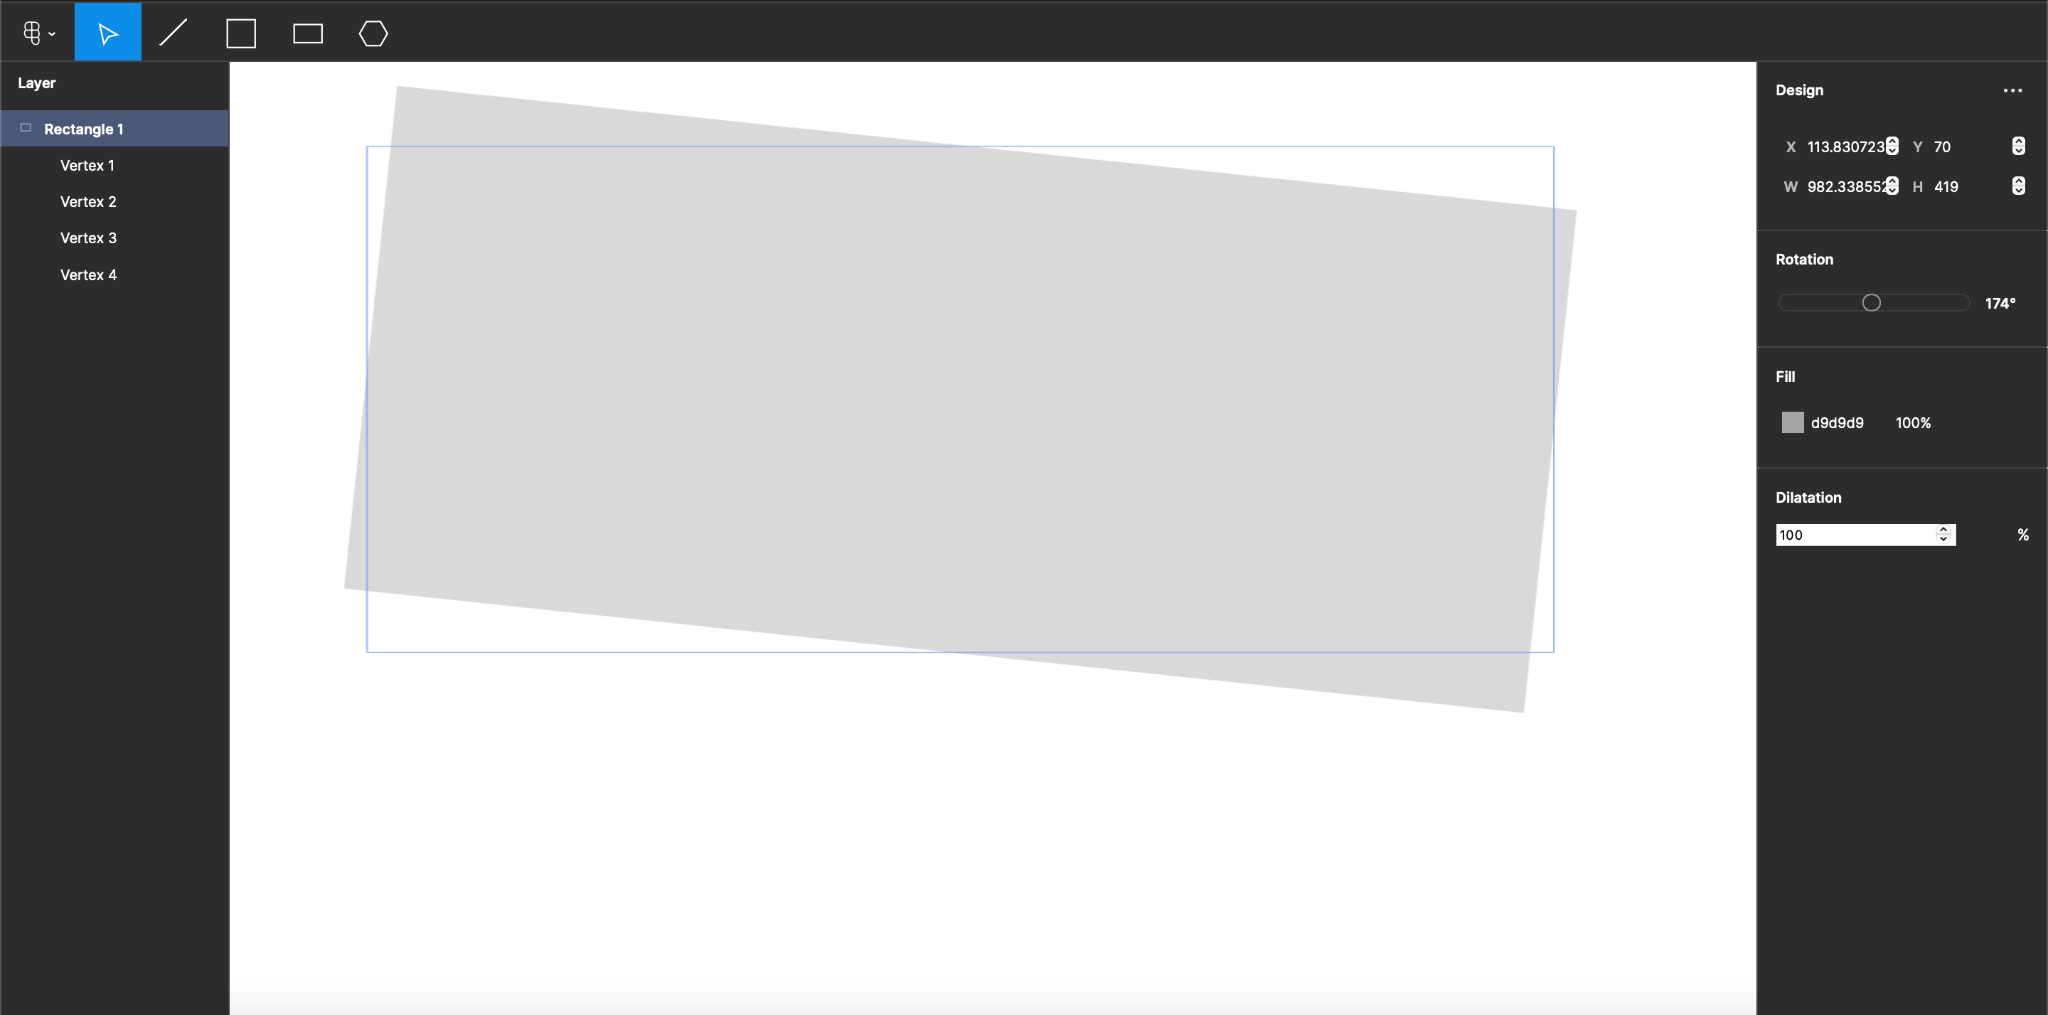 Layer
Rectangle 1
Vertex 1
Vertex 2
Vertex 3
Vertex 4
Design
X 113.830723 Y 70
W 982.338552 H 419
Rotation
174°
Fill
d9d9d9 100%
Dilatation
100 %